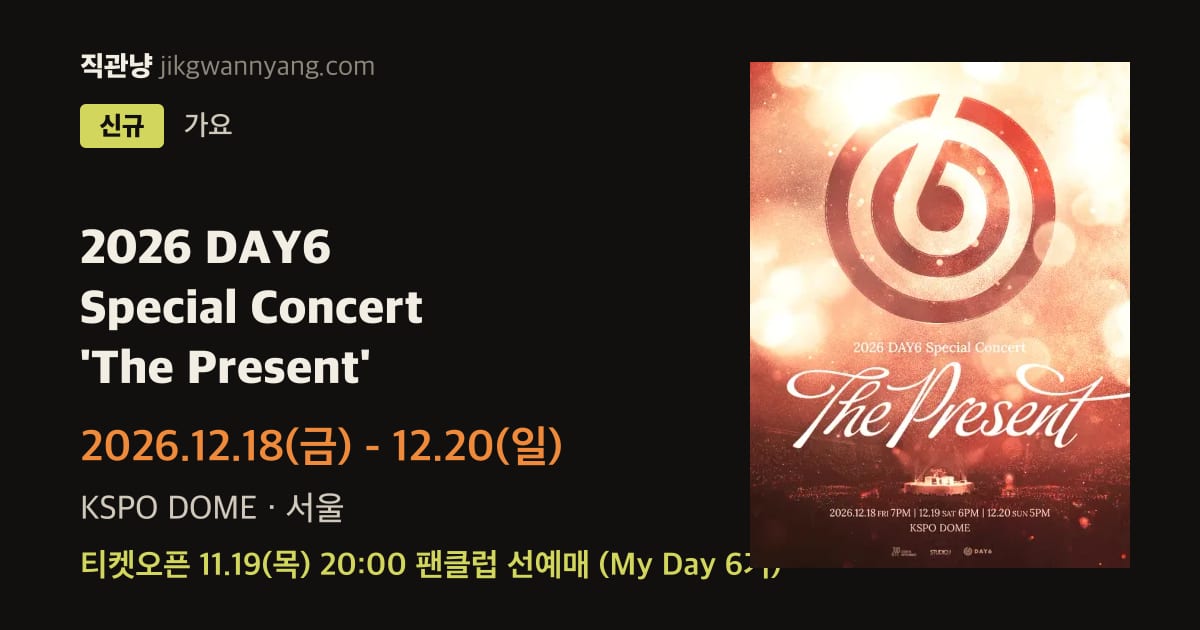 직관냥 jikgwannyang.com
신규 가요
2026 DAY6
Special Concert
'The Present'
2026.12.18(금) - 12.20(일)
KSPO DOME · 서울
티켓오픈 11.19(목) 20:00 팬클럽 선예매 (My Day 6기)
2026 DAY6 Special Concert
The Present
2026.12.18 FRI 7PM | 12.19 SAT 6PM | 12.20 SUN 5PM
KSPO DOME
STUDIO J DAY6